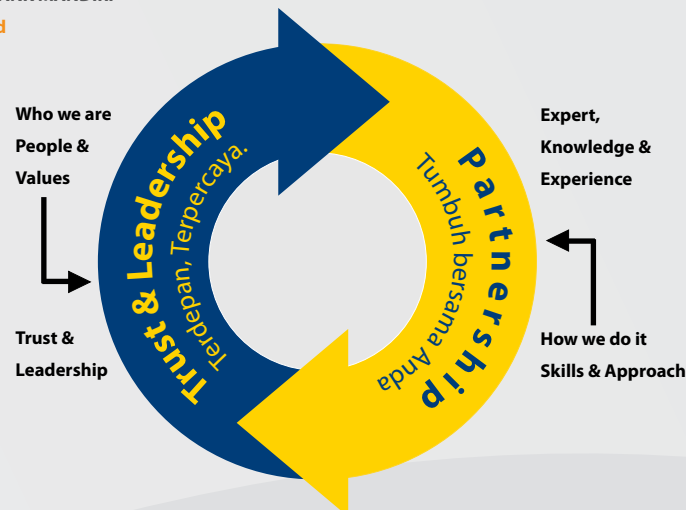 d
Who we are
People &
Values
Trust &
Leadership
Trust & Leadership
Terdepan, Terpercaya.
Partnership
Tumbuh bersama Anda
Expert,
Knowledge &
Experience
How we do it
Skills & Approach